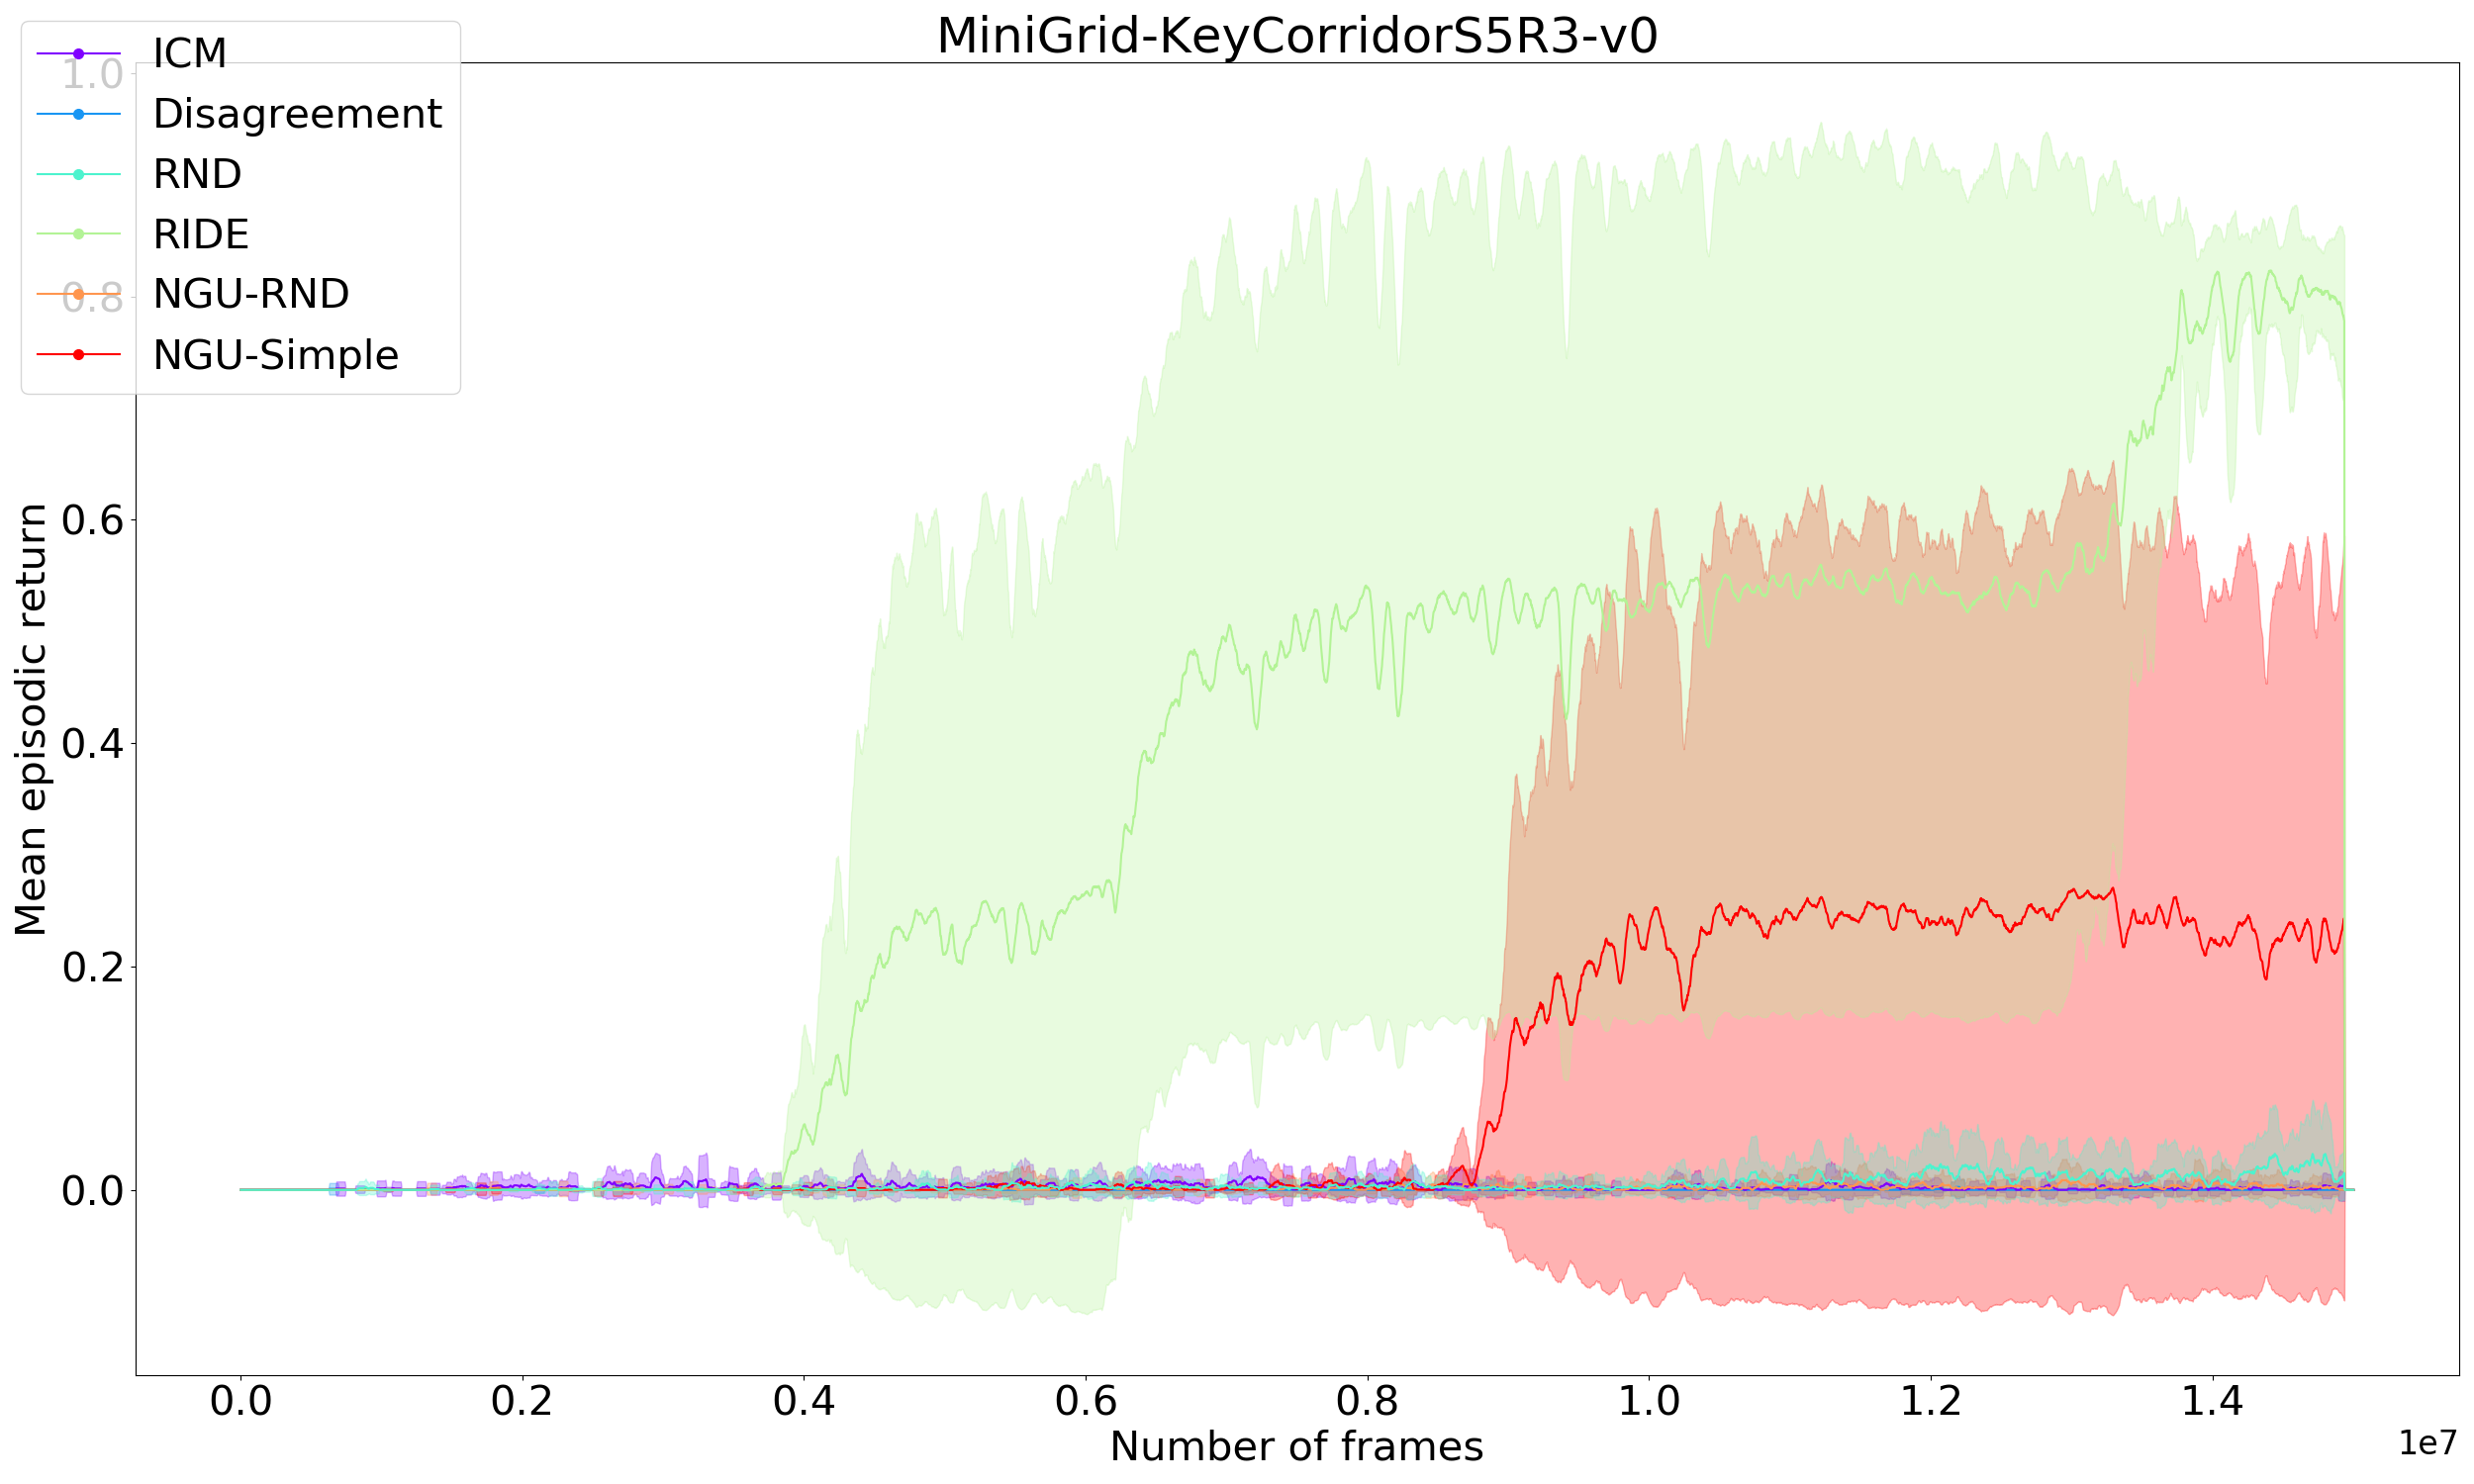 MiniGrid-KeyCorridorS5R3-v0
ICM
Disagreement
RND
RIDE
NGU-RND
NGU-Simple
1.0
0.8
0.6
0.4
0.2
0.0
Mean episodic return
0.0 0.2 0.4 0.6 0.8 1.0 1.2 1.4
1e7
Number of frames